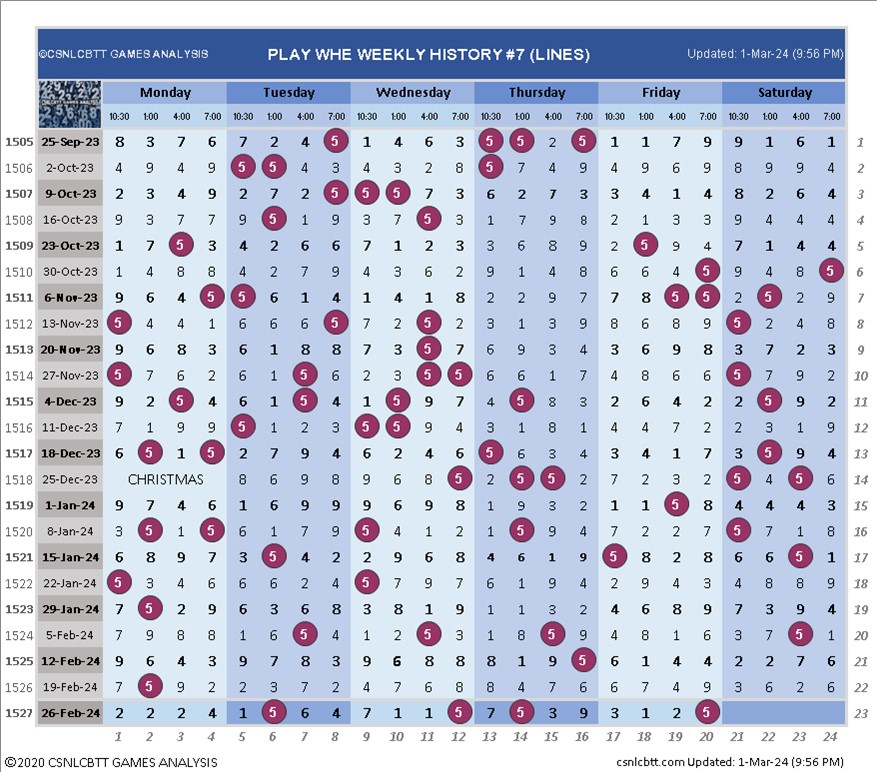 ©CSNLCBTT GAMES ANALYSIS PLAY WHE WEEKLY HISTORY #7 (LINES) Updated: 1-Mar-24 (9:56 PM)
Monday Tuesday Wednesday Thursday Friday Saturday
10:30 1:00 4:00 7:00 10:30 1:00 4:00 7:00 10:30 1:00 4:00 7:00 10:30 1:00 4:00 7:00 10:30 1:00 4:00 7:00 10:30 1:00 4:00 7:00
1505 25-Sep-23 8 3 7 6 7 2 4 5 1 4 6 3 5 5 2 5 1 1 7 9 9 1 6 1 1
1506 2-Oct-23 4 9 4 9 5 5 4 3 4 3 2 8 5 7 4 9 4 9 6 9 8 9 9 4 2
1507 9-Oct-23 2 3 4 9 2 7 2 5 5 5 7 3 6 2 7 3 3 4 1 4 8 2 6 4 3
1508 16-Oct-23 9 3 7 7 9 5 1 9 3 7 5 3 1 7 9 8 2 1 3 3 9 4 4 4 4
1509 23-Oct-23 1 7 5 3 4 2 6 6 7 1 2 3 3 6 8 9 2 5 9 4 7 1 4 4 5
1510 30-Oct-23 1 4 8 8 4 2 7 9 4 3 6 2 9 1 4 8 6 6 4 5 9 4 8 5 6
1511 6-Nov-23 9 6 4 5 5 6 1 4 1 4 1 8 2 2 9 7 7 8 5 5 2 5 2 9 7
1512 13-Nov-23 5 4 4 1 6 6 6 5 7 2 5 2 3 1 3 9 8 6 8 9 5 2 4 8 8
1513 20-Nov-23 9 6 8 3 6 1 8 8 7 3 5 7 6 9 3 4 3 6 9 8 3 7 2 3 9
1514 27-Nov-23 5 7 6 2 6 1 5 6 2 3 5 5 6 6 1 7 4 8 6 6 5 7 9 2 10
1515 4-Dec-23 9 2 5 4 6 1 5 4 1 5 9 7 4 5 8 3 2 6 4 2 2 5 9 2 11
1516 11-Dec-23 7 1 9 9 5 1 2 3 5 5 9 4 3 1 8 1 4 4 7 2 2 3 1 9 12
1517 18-Dec-23 6 5 1 5 2 7 9 4 6 2 4 6 5 6 3 4 3 4 1 7 3 5 9 4 13
1518 25-Dec-23 CHRISTMAS 8 6 9 8 9 6 8 5 2 5 5 2 7 2 4 3 5 4 5 6 14
1519 1-Jan-24 9 7 4 6 1 6 9 9 9 6 9 8 1 9 3 2 1 1 5 8 4 4 4 3 15
1520 8-Jan-24 3 5 1 5 6 1 7 9 5 4 1 2 1 5 9 4 7 2 2 7 5 7 1 8 16
1521 15-Jan-24 6 8 9 7 3 5 4 2 2 9 6 8 4 6 1 9 5 8 2 8 6 6 5 1 17
1522 22-Jan-24 5 3 4 6 6 6 2 4 5 7 9 7 6 1 9 4 2 9 4 3 4 8 8 9 18
1523 29-Jan-24 7 5 2 9 6 3 6 8 3 8 1 9 1 1 3 2 4 6 8 9 7 3 9 4 19
1524 5-Feb-24 7 9 8 8 1 6 5 4 1 2 5 3 1 8 5 9 4 8 1 6 3 7 5 1 20
1525 12-Feb-24 9 6 4 3 9 7 8 3 9 6 8 8 8 1 9 5 6 1 4 4 2 2 7 6 21
1526 19-Feb-24 7 5 9 2 2 3 7 2 4 7 6 8 8 4 7 6 6 7 4 9 3 6 2 6 22
1527 26-Feb-24 2 2 2 4 1 5 6 4 7 1 1 5 7 5 3 9 3 1 2 5 23
1 2 3 4 5 6 7 8 9 10 11 12 13 14 15 16 17 18 19 20 21 22 23 24
©2020 CSNLCBTT GAMES ANALYSIS csnlcbtt.com Updated: 1-Mar-24 (9:56 PM)